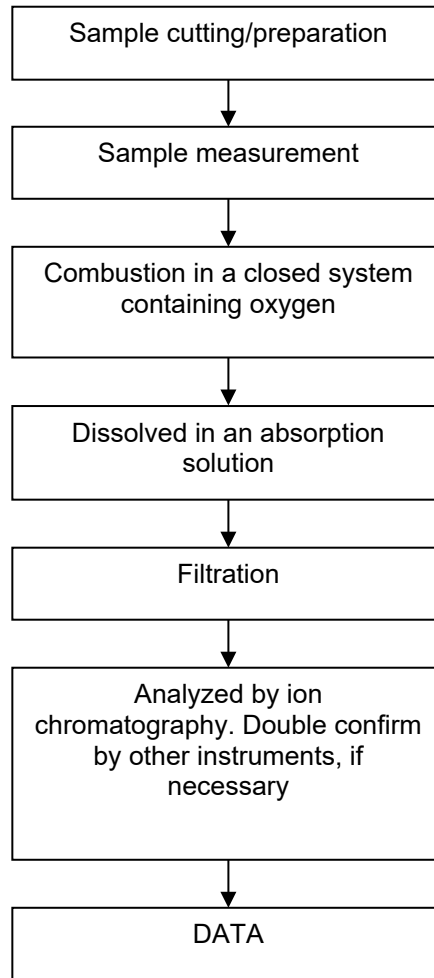 Sample cutting/preparation
Sample measurement
Combustion in a closed system
containing oxygen
Dissolved in an absorption
solution
Filtration
Analyzed by ion
chromatography. Double confirm
by other instruments, if
necessary
DATA